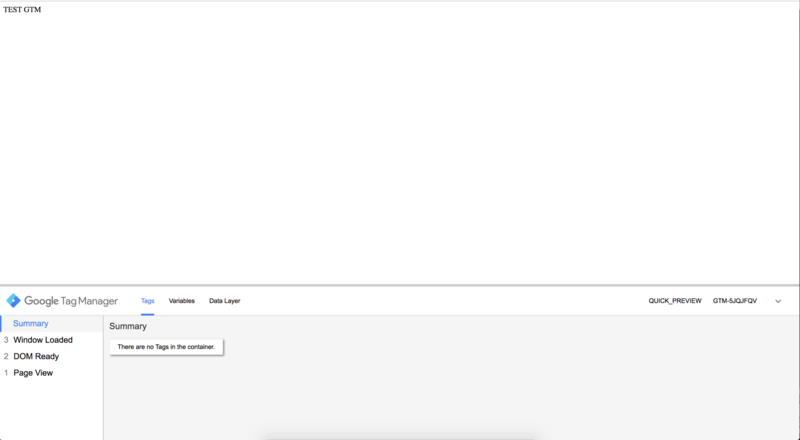 TEST GTM
Google Tag Manager Tags Variables Data Layer QUICK_PREVIEW GTM-5JQJFQV
Summary
3 Window Loaded
2 DOM Ready
1 Page View
Summary
There are no Tags in the container.